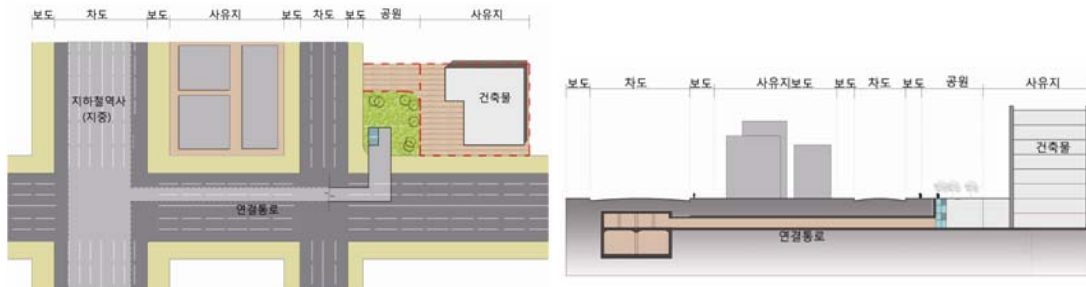 보도 차도 보도 사유지 보도 차도 보도 공원 사유지
지하철역사
(지중)
건축물
연결통로
보도 차도 보도 사유지보도 보도 차도 보도 공원 사유지
건축물
연결통로